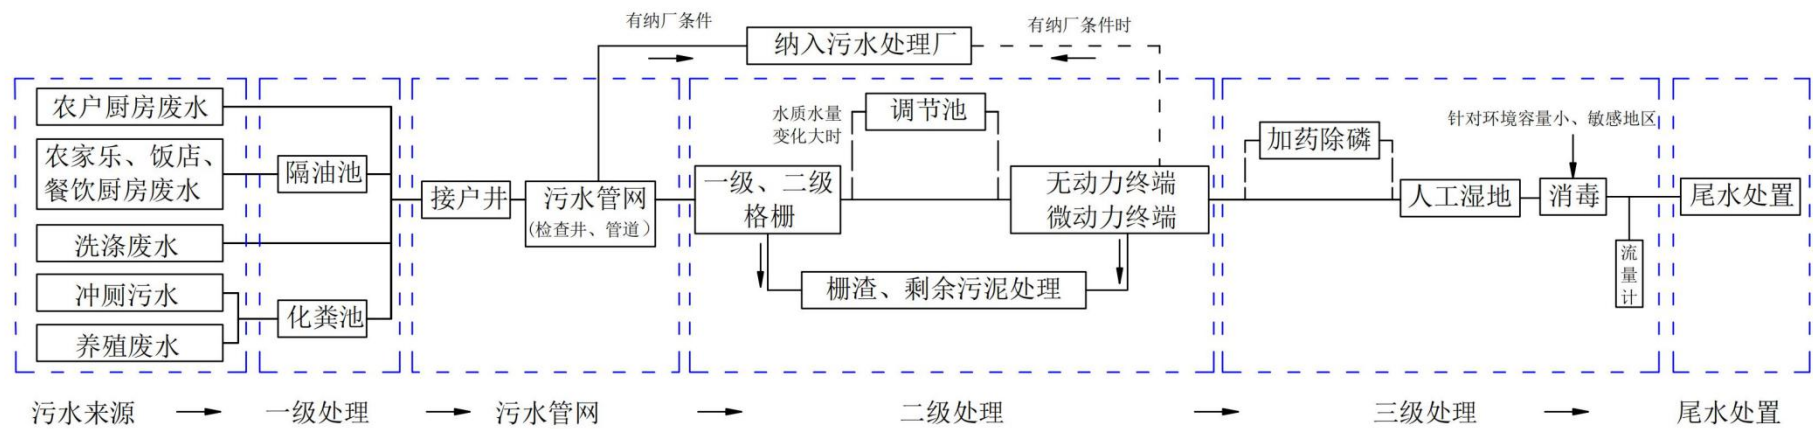 有纳厂条件
纳入污水处理厂
有纳厂条件时
农户厨房废水
农家乐、饭店、
餐饮厨房废水
洗涤废水
冲厕污水
养殖废水
隔油池
化粪池
接户井
污水管网
(检查井、管道)
水质水量
变化大时
调节池
一级、二级
格栅
无动力终端
微动力终端
栅渣、剩余污泥处理
加药除磷
针对环境容量小、敏感地区
人工湿地
消毒
流量计
尾水处置
污水来源
一级处理
污水管网
二级处理
三级处理
尾水处置